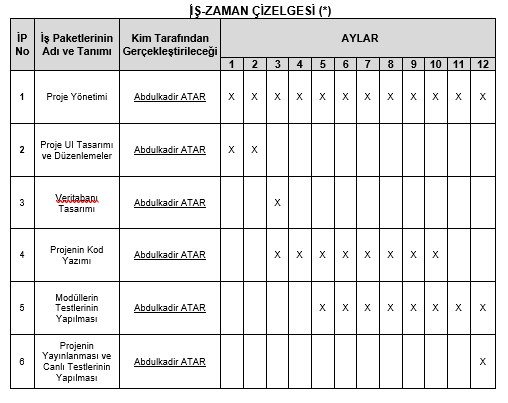 İŞ-ZAMAN ÇİZELGESİ (*)
İP No İş Paketlerinin Adı ve Tanımı Kim Tarafından Gerçekleştirileceği AYLAR
1 2 3 4 5 6 7 8 9 10 11 12
1 Proje Yönetimi Abdulkadir ATAR X X X X X X X X X X X X
2 Proje UI Tasarımı ve Düzenlemeler Abdulkadir ATAR X X
3 Veritabanı Tasarımı Abdulkadir ATAR X
4 Projenin Kod Yazımı Abdulkadir ATAR X X X X X X X X
5 Modüllerin Testlerinin Yapılması Abdulkadir ATAR X X X X X X X X
6 Projenin Yayınlanması ve Canlı Testlerinin Yapılması Abdulkadir ATAR X